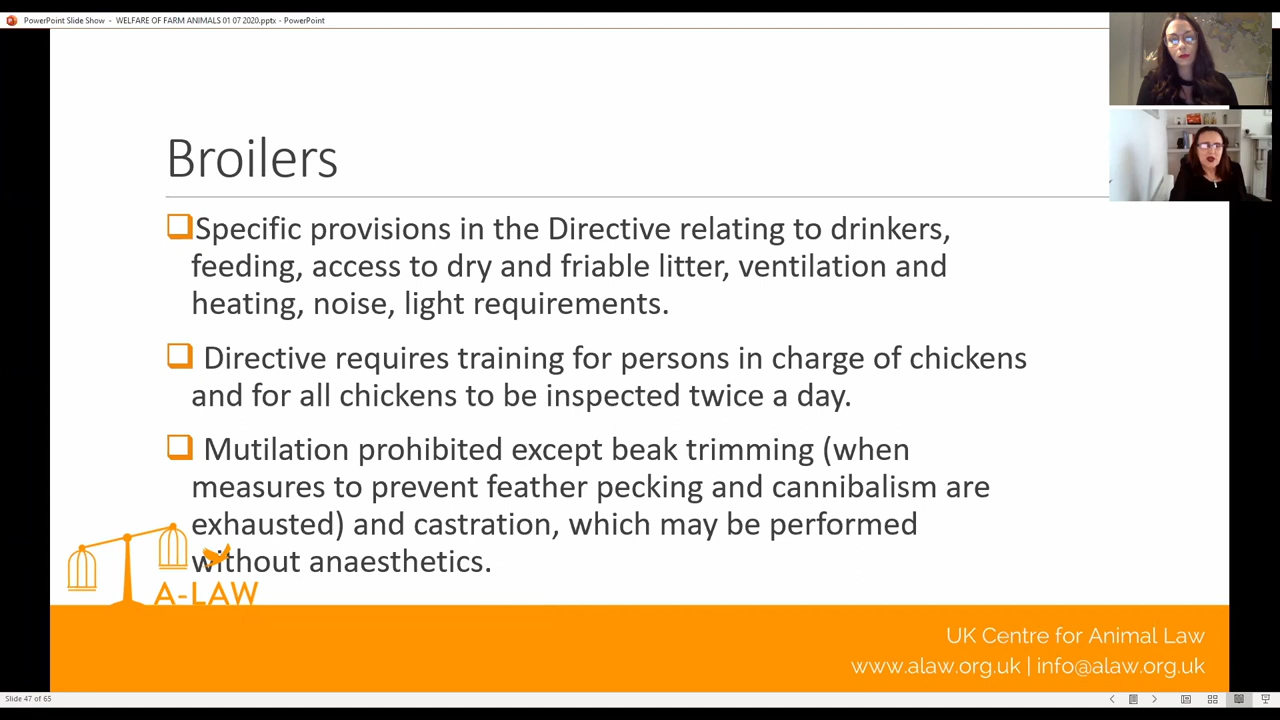 PowerPoint Slide Show - WELFARE OF FARM ANIMALS 01 07 2020.pptx - PowerPoint
Broilers
Specific provisions in the Directive relating to drinkers,
feeding, access to dry and friable litter, ventilation and
heating, noise, light requirements.
Directive requires training for persons in charge of chickens
and for all chickens to be inspected twice a day.
Mutilation prohibited except beak trimming (when
measures to prevent feather pecking and cannibalism are
exhausted) and castration, which may be performed
without anaesthetics.
A-LAW
UK Centre for Animal Law
www.alaw.org.uk | info@alaw.org.uk
Slide 47 of 65